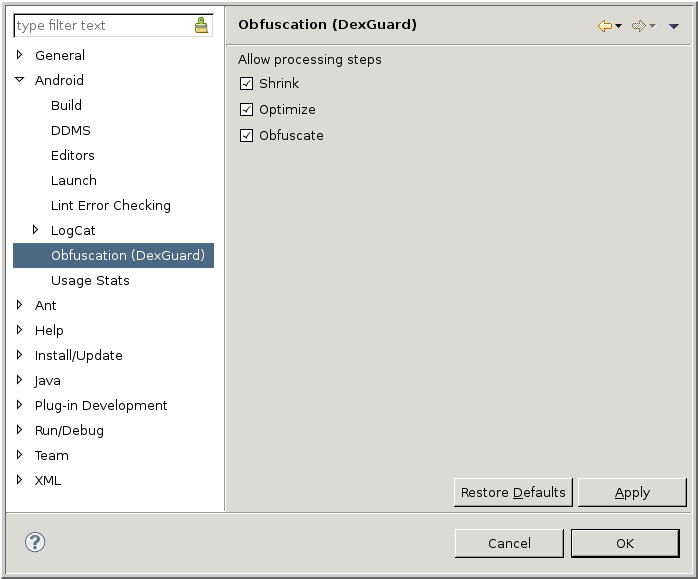 type filter text
General
Android
Build
DDMS
Editors
Launch
Lint Error Checking
LogCat
Obfuscation (DexGuard)
Usage Stats
Ant
Help
Install/Update
Java
Plug-in Development
Run/Debug
Team
XML
Obfuscation (DexGuard)
Allow processing steps
Shrink
Optimize
Obfuscate
Restore Defaults
Apply
?
Cancel
OK